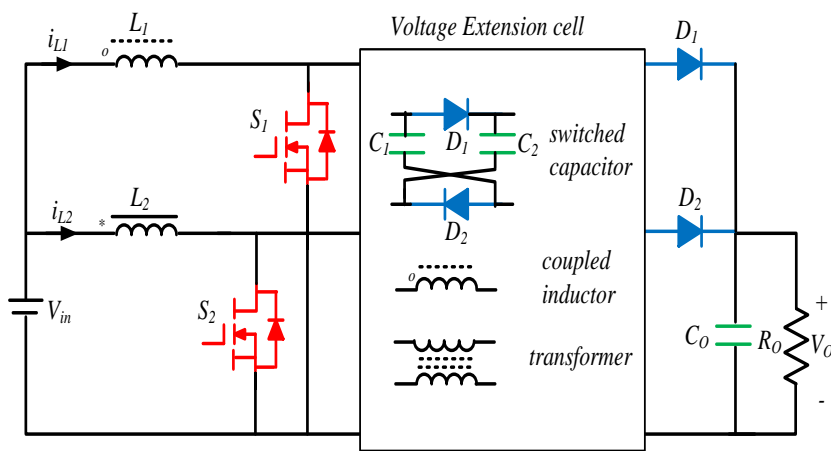 Voltage Extension cell
L1
D1
iL1
o
S1
C1
D1
C2
switched
capacitor
D2
L2
iL2
*
D2
coupled
inductor
o
Vin
S2
transformer
CO
RO
+
VO
-